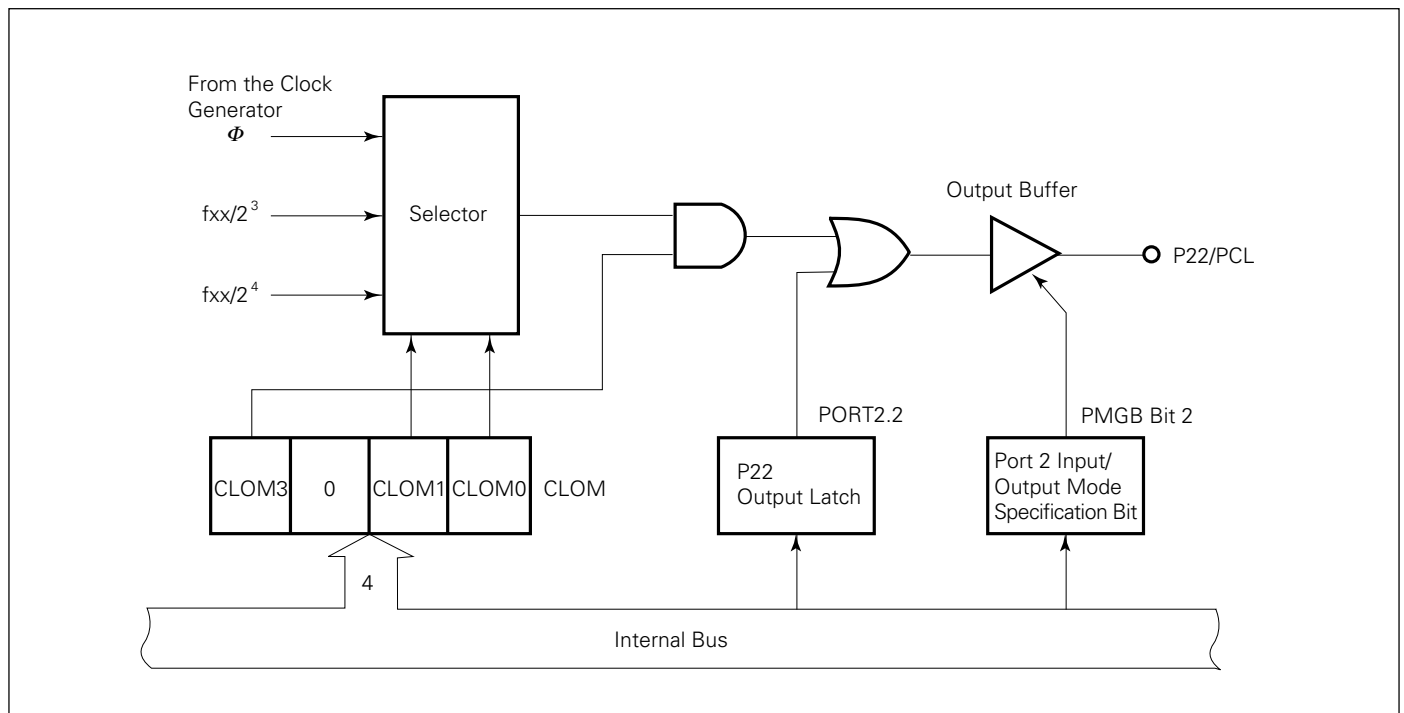 From the Clock
Generator
Φ
fxx/2³
fxx/2⁴
Selector
Output Buffer
P22/PCL
PORT2.2
PMGB Bit 2
CLOM3
0
CLOM1
CLOM0
CLOM
P22
Output Latch
Port 2 Input/
Output Mode
Specification Bit
4
Internal Bus